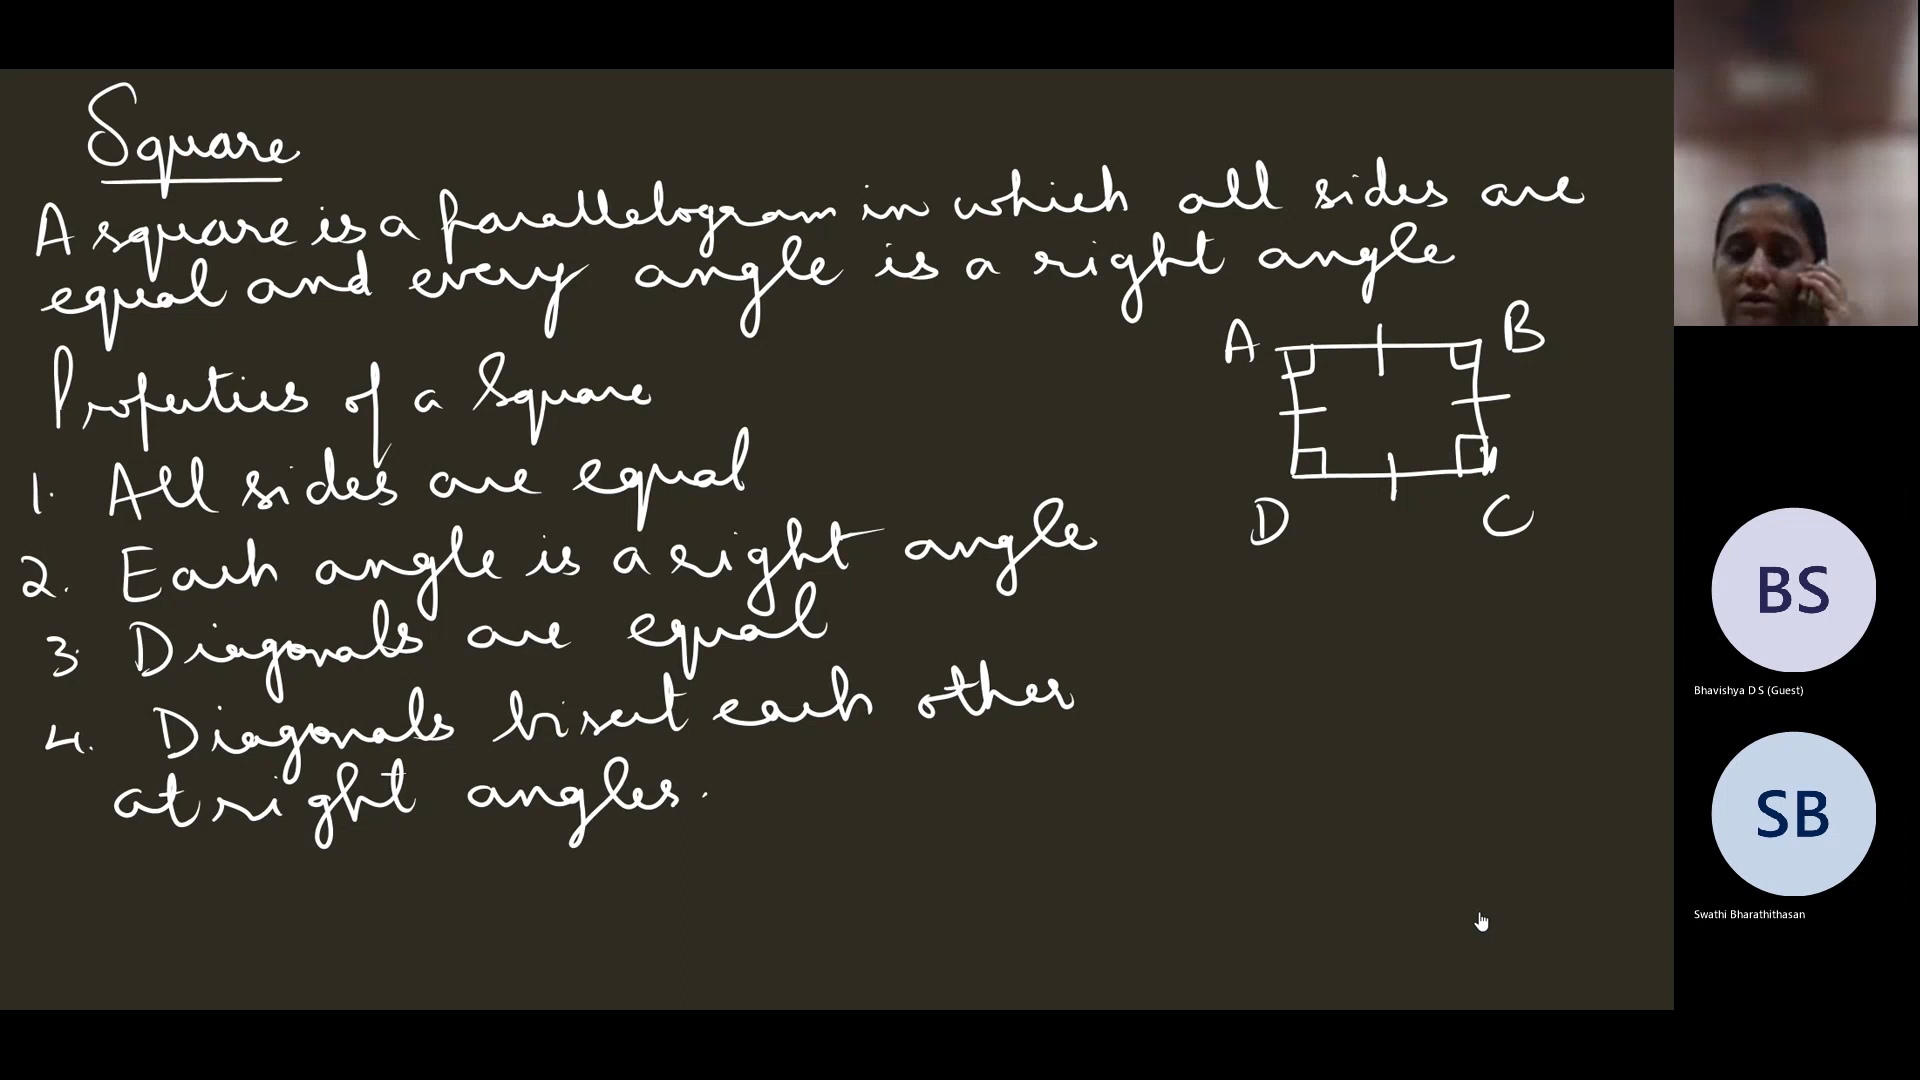 Square
A square is a parallelogram in which all sides are
equal and every angle is a right angle
Properties of a Square
A B
1. All sides are equal
D C
2. Each angle is a right angle
3. Diagonals are equal
4. Diagonals bisect each other
at right angles.
BS
Bhavishya D S (Guest)
SB
Swathi Bharathithasan